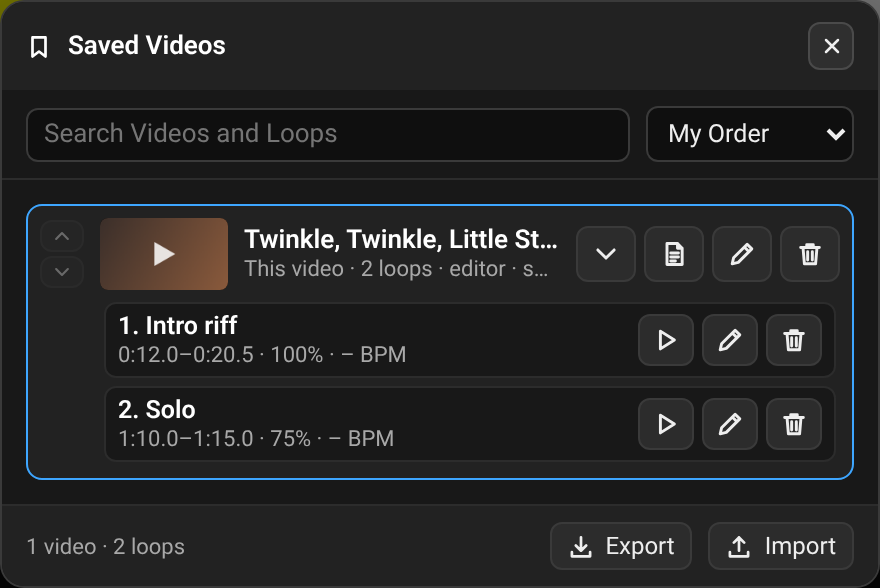 Saved Videos
Search Videos and Loops
My Order
Twinkle, Twinkle, Little St...
This video · 2 loops · editor · s...
1. Intro riff
0:12.0–0:20.5 · 100% · – BPM
2. Solo
1:10.0–1:15.0 · 75% · – BPM
1 video · 2 loops
Export
Import